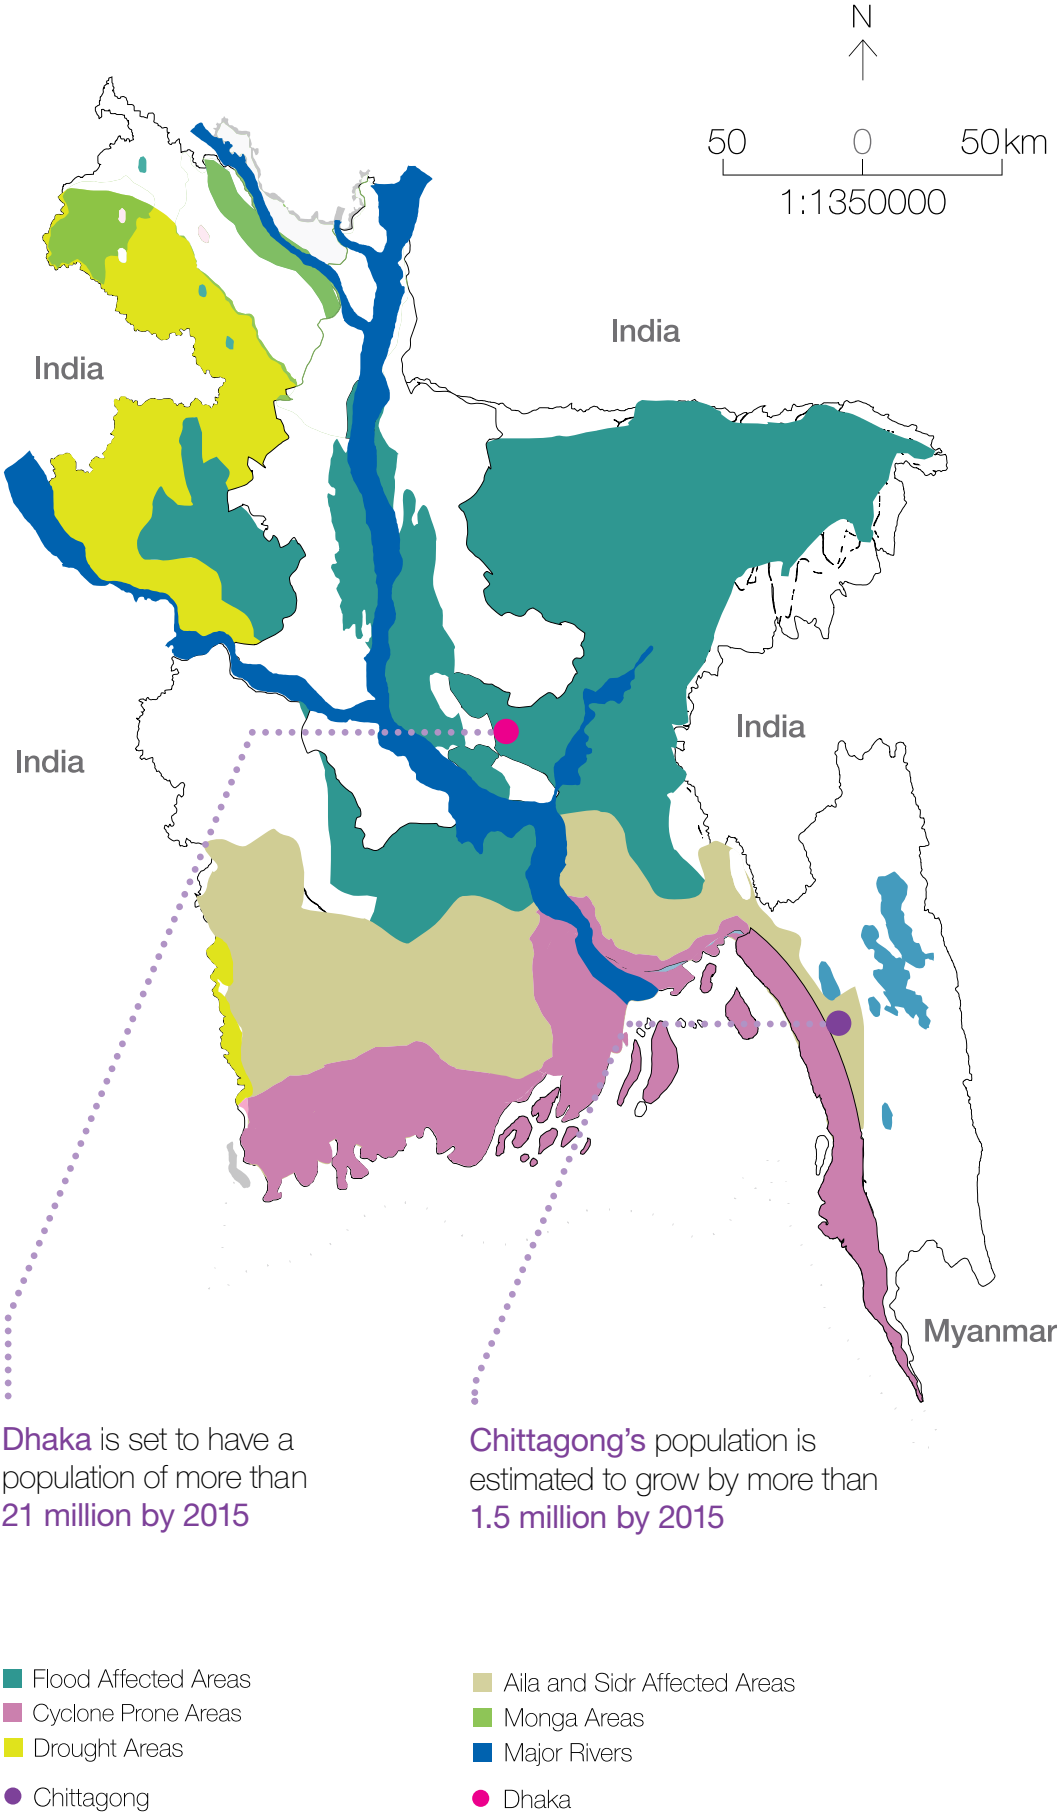 N
50 0 50km
1:1350000
India
India
India
India
Myanmar
Dhaka is set to have a
population of more than
21 million by 2015
Chittagong's population is
estimated to grow by more than
1.5 million by 2015
Flood Affected Areas
Cyclone Prone Areas
Drought Areas
Chittagong
Aila and Sidr Affected Areas
Monga Areas
Major Rivers
Dhaka